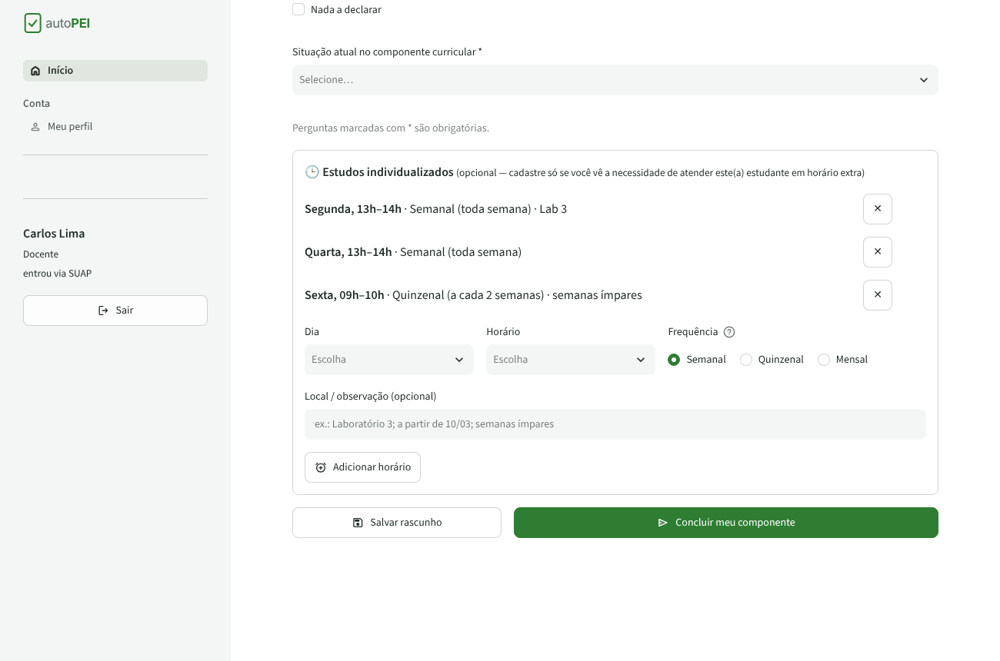 autoPEI
Início
Conta
Meu perfil
Carlos Lima
Docente
entrou via SUAP
Sair
Nada a declarar
Situação atual no componente curricular *
Selecione...
Perguntas marcadas com * são obrigatórias.
Estudos individualizados (opcional — cadastre só se você vê a necessidade de atender este(a) estudante em horário extra)
Segunda, 13h–14h · Semanal (toda semana) · Lab 3
Quarta, 13h–14h · Semanal (toda semana)
Sexta, 09h–10h · Quinzenal (a cada 2 semanas) · semanas ímpares
Dia Horário Frequência
Escolha Escolha Semanal Quinzenal Mensal
Local / observação (opcional)
ex.: Laboratório 3; a partir de 10/03; semanas ímpares
Adicionar horário
Salvar rascunho Concluir meu componente